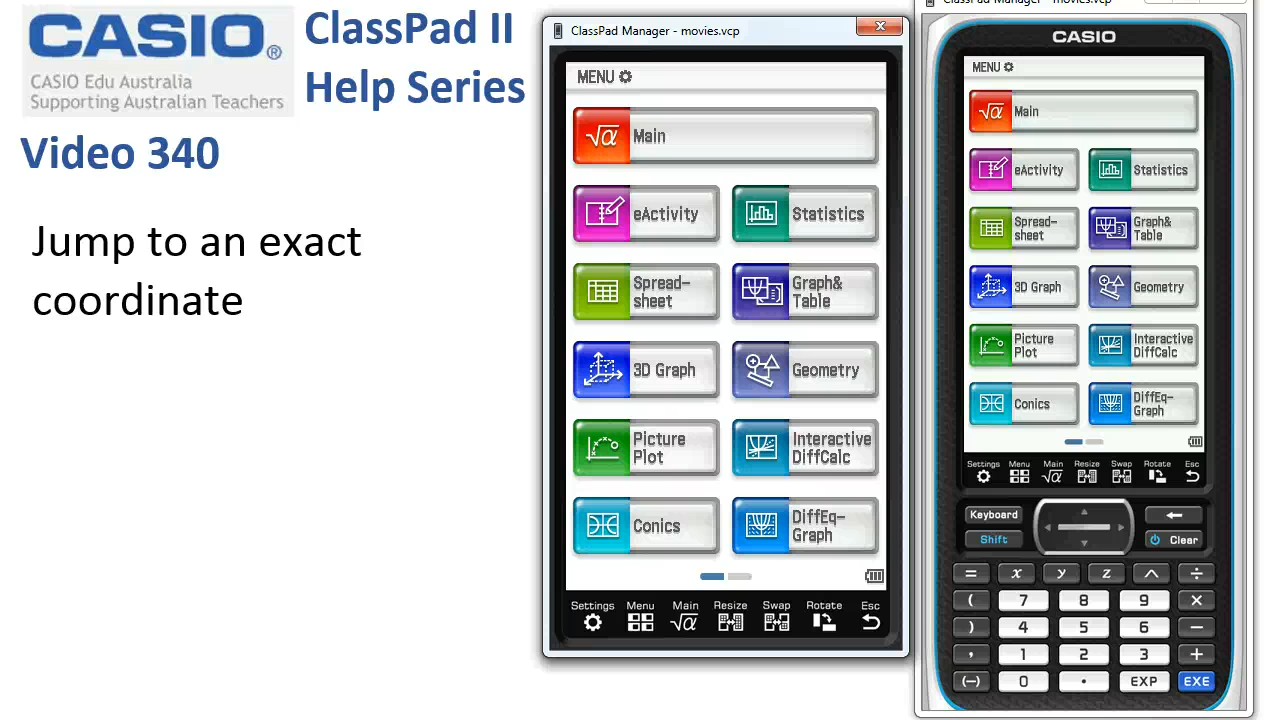 CASIO®
CASIO Edu Australia
Supporting Australian Teachers
ClassPad II
Help Series
Video 340
Jump to an exact
coordinate
ClassPad Manager - movies.vcp
MENU
Main
eActivity
Statistics
Spread-
sheet
Graph&
Table
3D Graph
Geometry
Picture
Plot
Interactive
DiffCalc
Conics
DiffEq-
Graph
Settings Menu Main Resize Swap Rotate Esc
√α
ClassPad Manager - movies.vcp
CASIO
MENU
Main
eActivity
Statistics
Spread-
sheet
Graph&
Table
3D Graph
Geometry
Picture
Plot
Interactive
DiffCalc
Conics
DiffEq-
Graph
Settings Menu Main Resize Swap Rotate Esc
√α
Keyboard
Shift
Clear
= x y z ^ ÷
( 7 8 9 ×
) 4 5 6 −
, 1 2 3 +
(−) 0 • EXP EXE